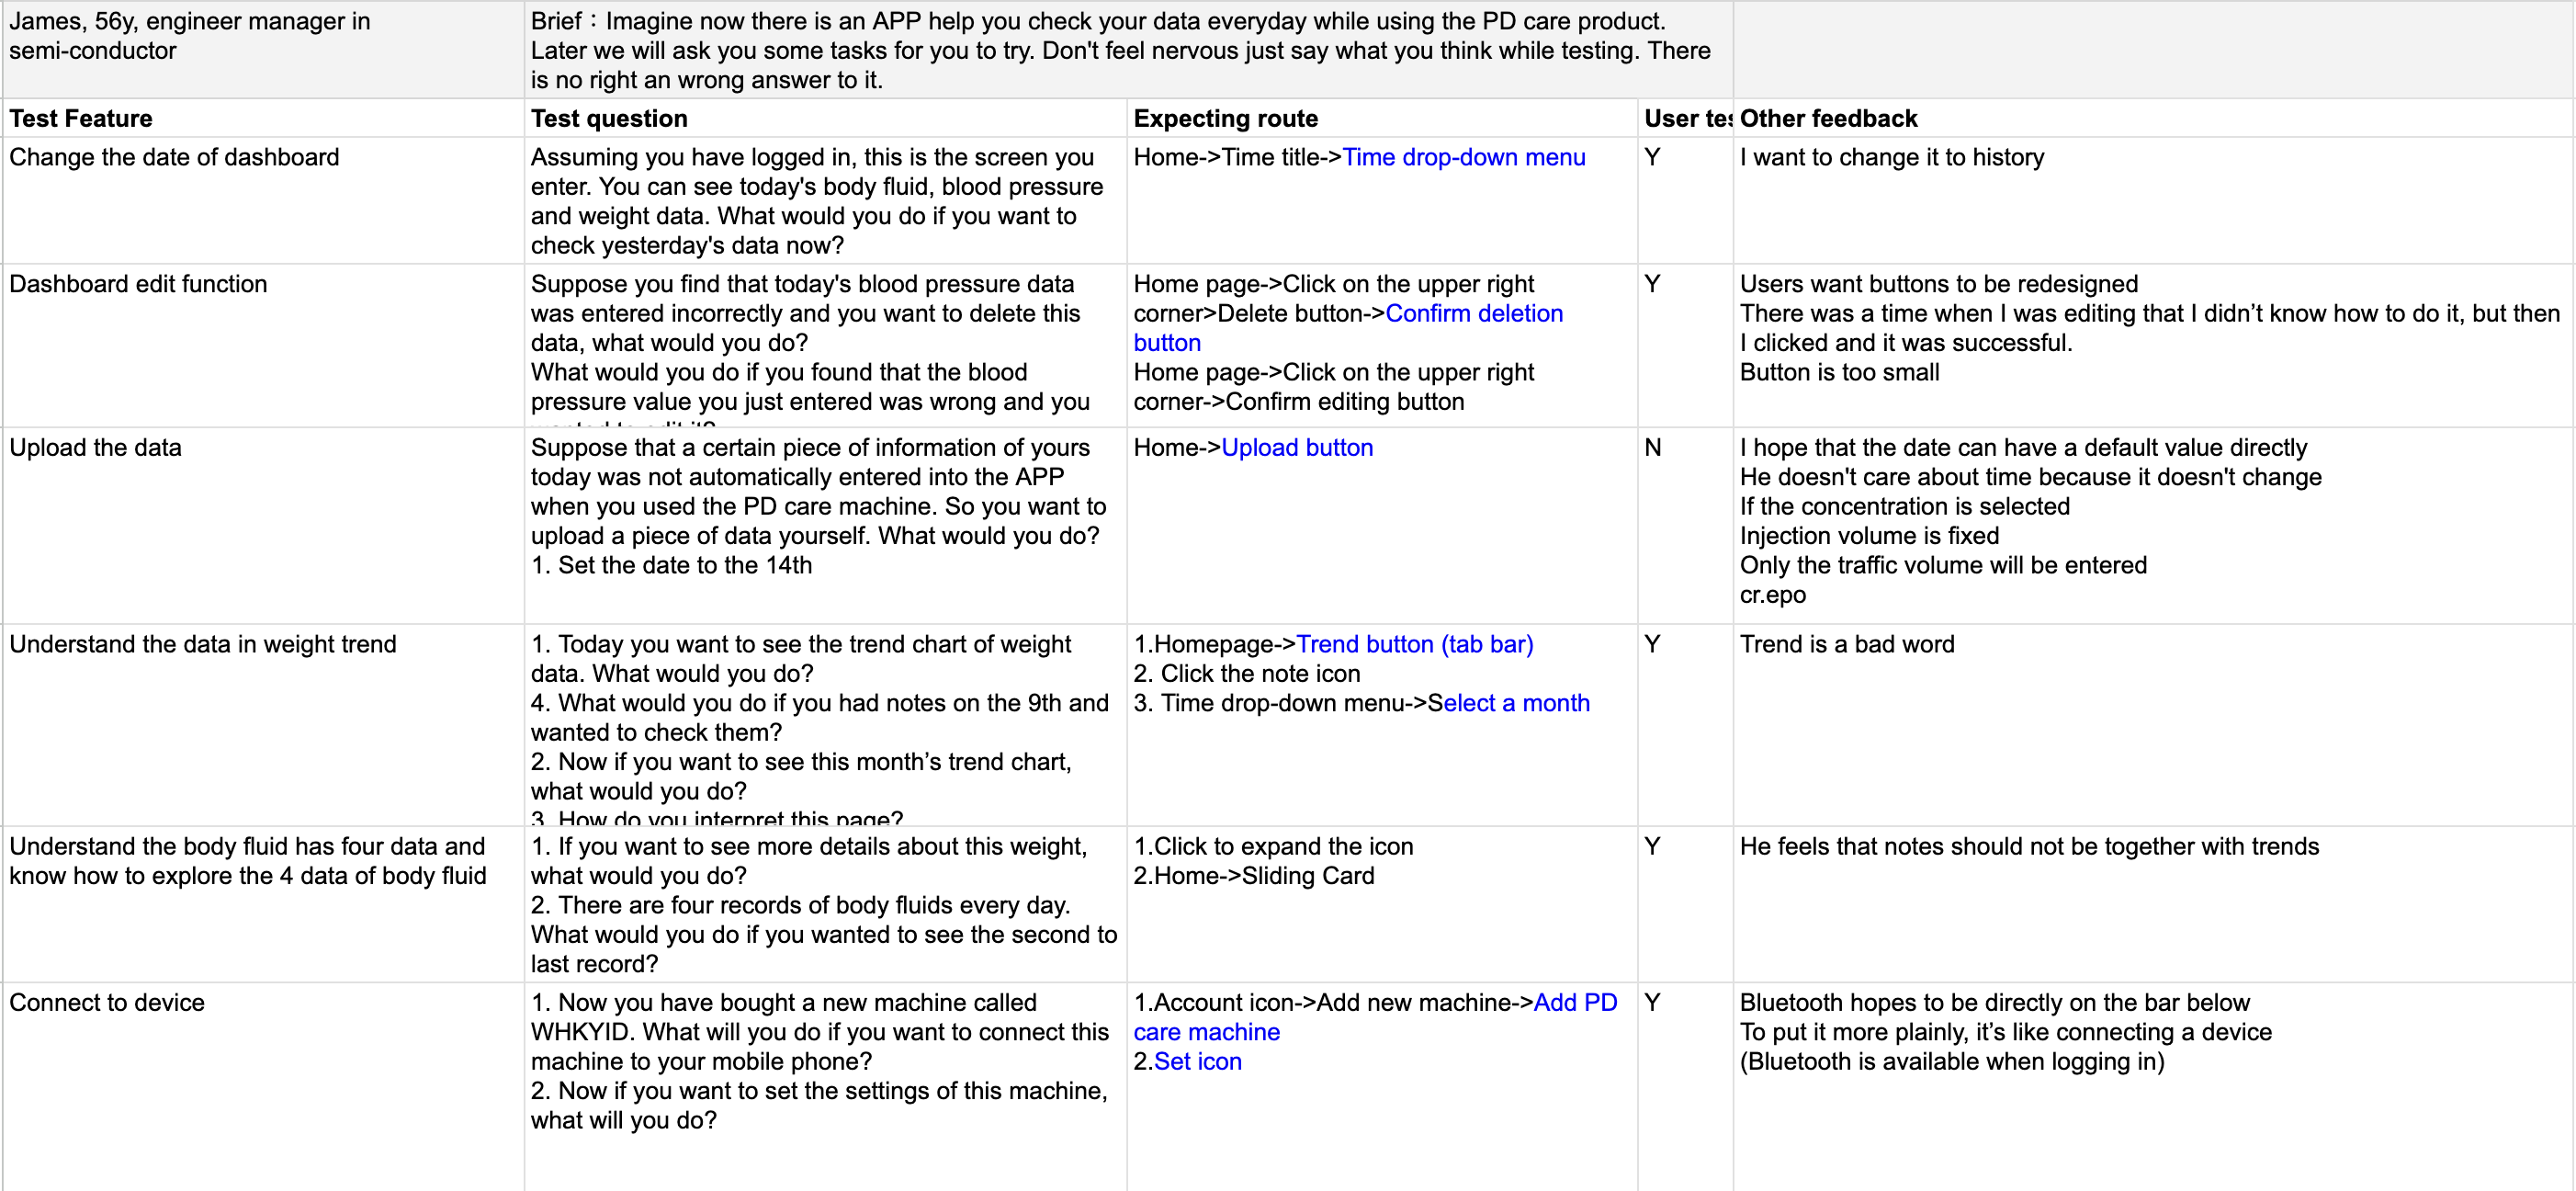 James, 56y, engineer manager in
semi-conductor
Brief：Imagine now there is an APP help you check your data everyday while using the PD care product.
Later we will ask you some tasks for you to try. Don't feel nervous just say what you think while testing. There
is no right an wrong answer to it.
Test Feature
Test question
Expecting route
User tes
Other feedback
Change the date of dashboard
Assuming you have logged in, this is the screen you
enter. You can see today's body fluid, blood pressure
and weight data. What would you do if you want to
check yesterday's data now?
Home->Time title->Time drop-down menu
Y
I want to change it to history
Dashboard edit function
Suppose you find that today's blood pressure data
was entered incorrectly and you want to delete this
data, what would you do?
What would you do if you found that the blood
pressure value you just entered was wrong and you
wanted to edit it?
Home page->Click on the upper right
corner>Delete button->Confirm deletion
button
Home page->Click on the upper right
corner->Confirm editing button
Y
Users want buttons to be redesigned
There was a time when I was editing that I didn’t know how to do it, but then
I clicked and it was successful.
Button is too small
Upload the data
Suppose that a certain piece of information of yours
today was not automatically entered into the APP
when you used the PD care machine. So you want to
upload a piece of data yourself. What would you do?
1. Set the date to the 14th
Home->Upload button
N
I hope that the date can have a default value directly
He doesn't care about time because it doesn't change
If the concentration is selected
Injection volume is fixed
Only the traffic volume will be entered
cr.epo
Understand the data in weight trend
1. Today you want to see the trend chart of weight
data. What would you do?
4. What would you do if you had notes on the 9th and
wanted to check them?
2. Now if you want to see this month’s trend chart,
what would you do?
3. How do you interpret this page?
1.Homepage->Trend button (tab bar)
2. Click the note icon
3. Time drop-down menu->Select a month
Y
Trend is a bad word
Understand the body fluid has four data and
know how to explore the 4 data of body fluid
1. If you want to see more details about this weight,
what would you do?
2. There are four records of body fluids every day.
What would you do if you wanted to see the second to
last record?
1.Click to expand the icon
2.Home->Sliding Card
Y
He feels that notes should not be together with trends
Connect to device
1. Now you have bought a new machine called
WHKYID. What will you do if you want to connect this
machine to your mobile phone?
2. Now if you want to set the settings of this machine,
what will you do?
1.Account icon->Add new machine->Add PD
care machine
2.Set icon
Y
Bluetooth hopes to be directly on the bar below
To put it more plainly, it’s like connecting a device
(Bluetooth is available when logging in)